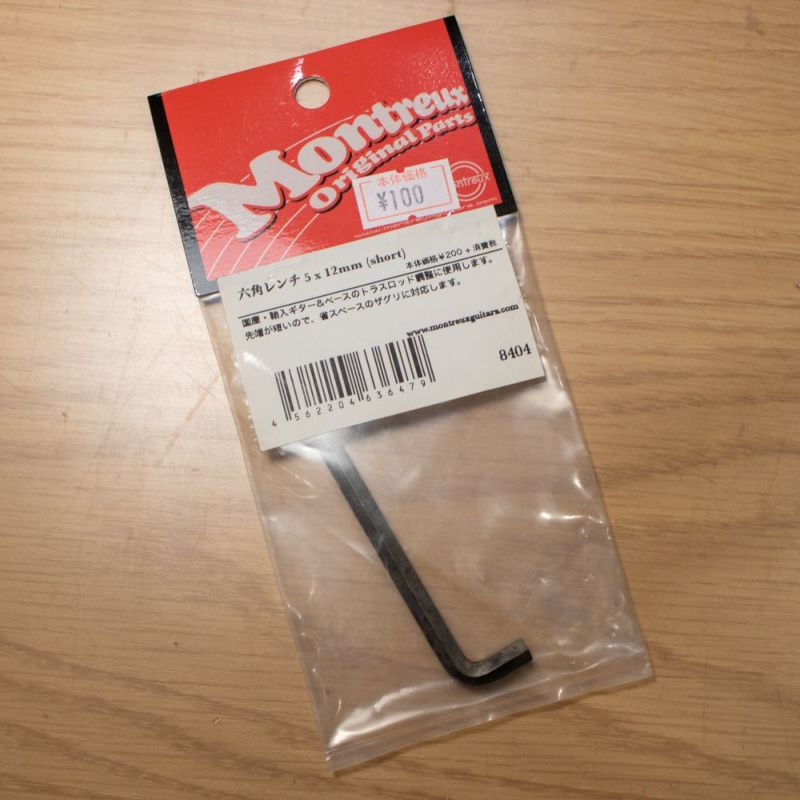 Montreux
Original Parts
本体価格
¥100
montreux
www.montreuxguitars.com
六角レンチ 5 x 12mm (short)
本体価格¥200 + 消費税
国産・輸入ギター&ベースのトラスロッド調整に使用します。
先端が短いので、省スペースのザグリに対応します。
www.montreuxguitars.com
8404
4 562204 636479